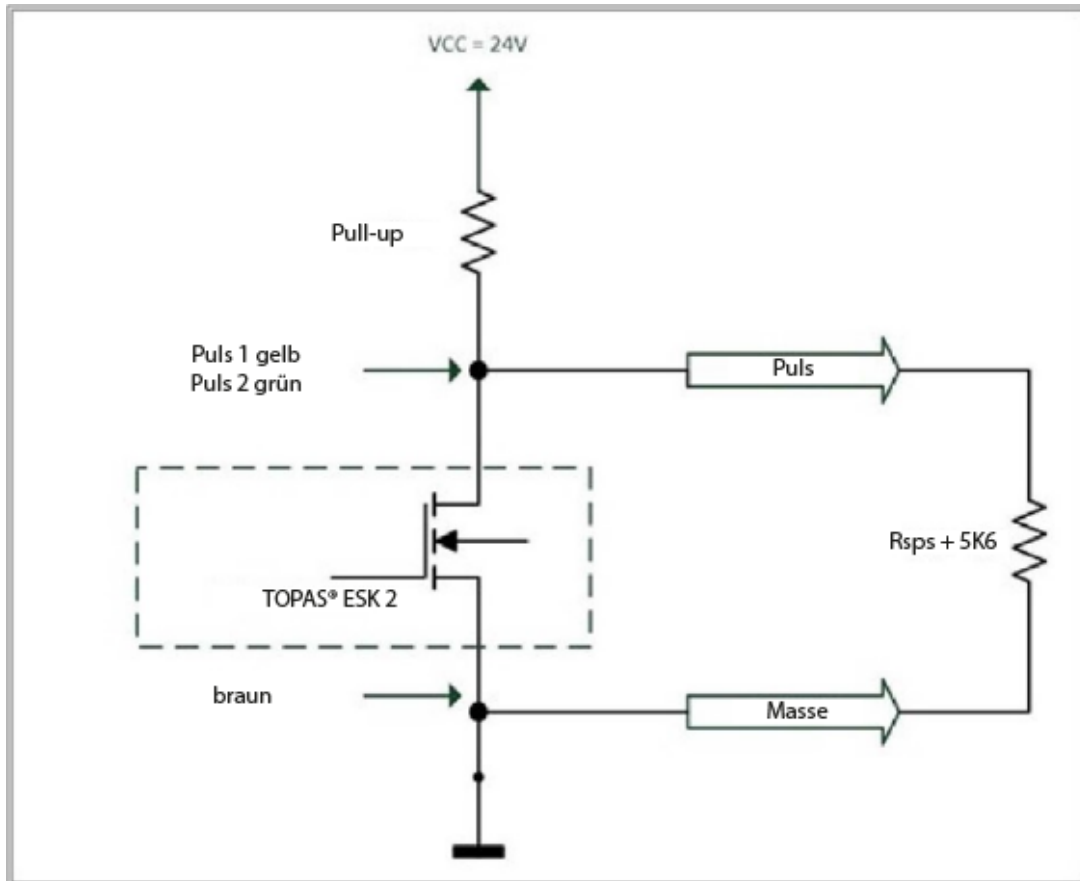 VCC = 24V
Pull-up
Puls 1 gelb
Puls 2 grün
Puls
Rsps + 5K6
TOPAS® ESK 2
braun
Masse